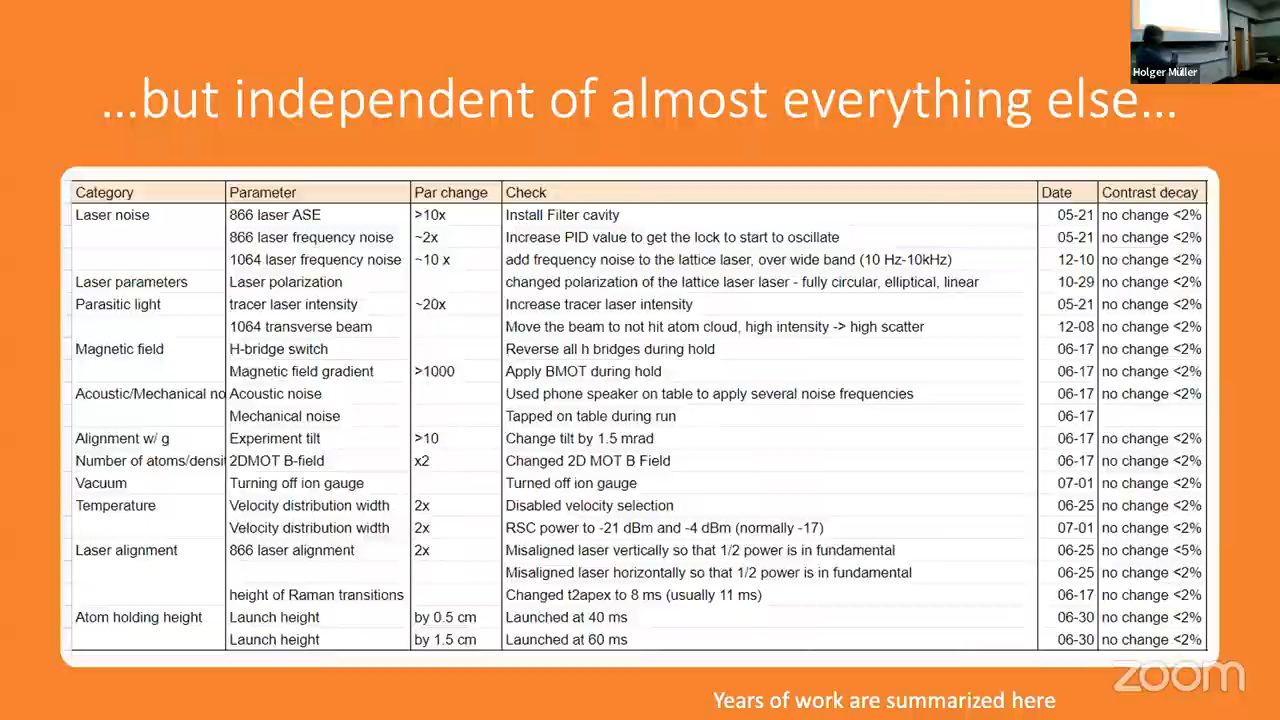 Holger Müller
...but independent of almost everything else...
Category Parameter Par change Check Date Contrast decay
Laser noise 866 laser ASE >10x Install Filter cavity 05-21 no change <2%
866 laser frequency noise ~2x Increase PID value to get the lock to start to oscillate 05-21 no change <2%
1064 laser frequency noise ~10 x add frequency noise to the lattice laser, over wide band (10 Hz-10kHz) 12-10 no change <2%
Laser parameters Laser polarization changed polarization of the lattice laser laser - fully circular, elliptical, linear 10-29 no change <2%
Parasitic light tracer laser intensity ~20x Increase tracer laser intensity 05-21 no change <2%
1064 transverse beam Move the beam to not hit atom cloud, high intensity -> high scatter 12-08 no change <2%
Magnetic field H-bridge switch Reverse all h bridges during hold 06-17 no change <2%
Magnetic field gradient >1000 Apply BMOT during hold 06-17 no change <2%
Acoustic/Mechanical no Acoustic noise Used phone speaker on table to apply several noise frequencies 06-17 no change <2%
Mechanical noise Tapped on table during run 06-17
Alignment w/ g Experiment tilt >10 Change tilt by 1.5 mrad 06-17 no change <2%
Number of atoms/densit 2DMOT B-field x2 Changed 2D MOT B Field 06-17 no change <2%
Vacuum Turning off ion gauge Turned off ion gauge 07-01 no change <2%
Temperature Velocity distribution width 2x Disabled velocity selection 06-25 no change <2%
Velocity distribution width 2x RSC power to -21 dBm and -4 dBm (normally -17) 07-01 no change <2%
Laser alignment 866 laser alignment 2x Misaligned laser vertically so that 1/2 power is in fundamental 06-25 no change <5%
Misaligned laser horizontally so that 1/2 power is in fundamental 06-25 no change <2%
height of Raman transitions Changed t2apex to 8 ms (usually 11 ms) 06-17 no change <2%
Atom holding height Launch height by 0.5 cm Launched at 40 ms 06-30 no change <2%
Launch height by 1.5 cm Launched at 60 ms 06-30 no change <2%
zoom
Years of work are summarized here